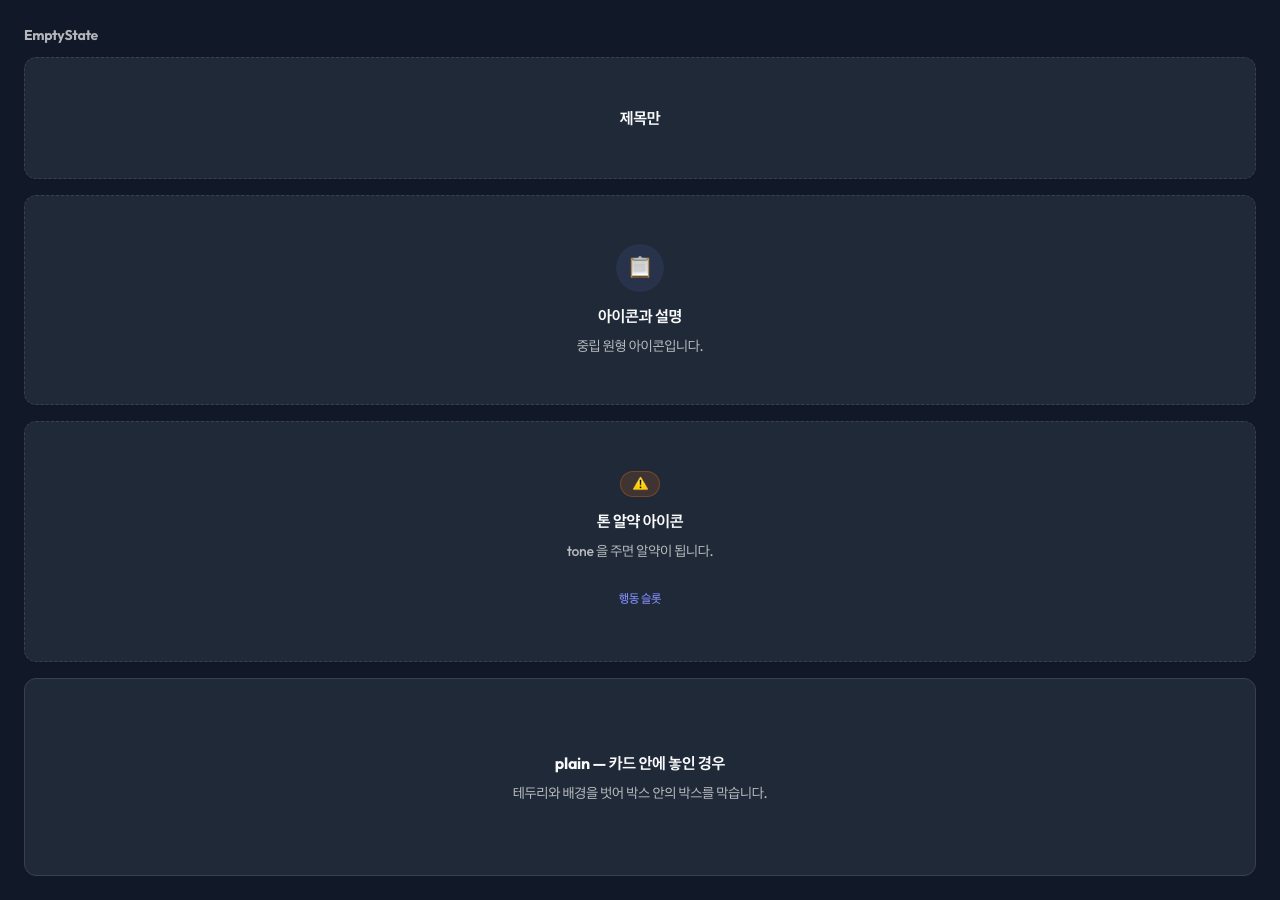 EmptyState
제목만
아이콘과 설명
중립 원형 아이콘입니다.
톤 알약 아이콘
tone 을 주면 알약이 됩니다.
행동 슬롯
plain — 카드 안에 놓인 경우
테두리와 배경을 벗어 박스 안의 박스를 막습니다.